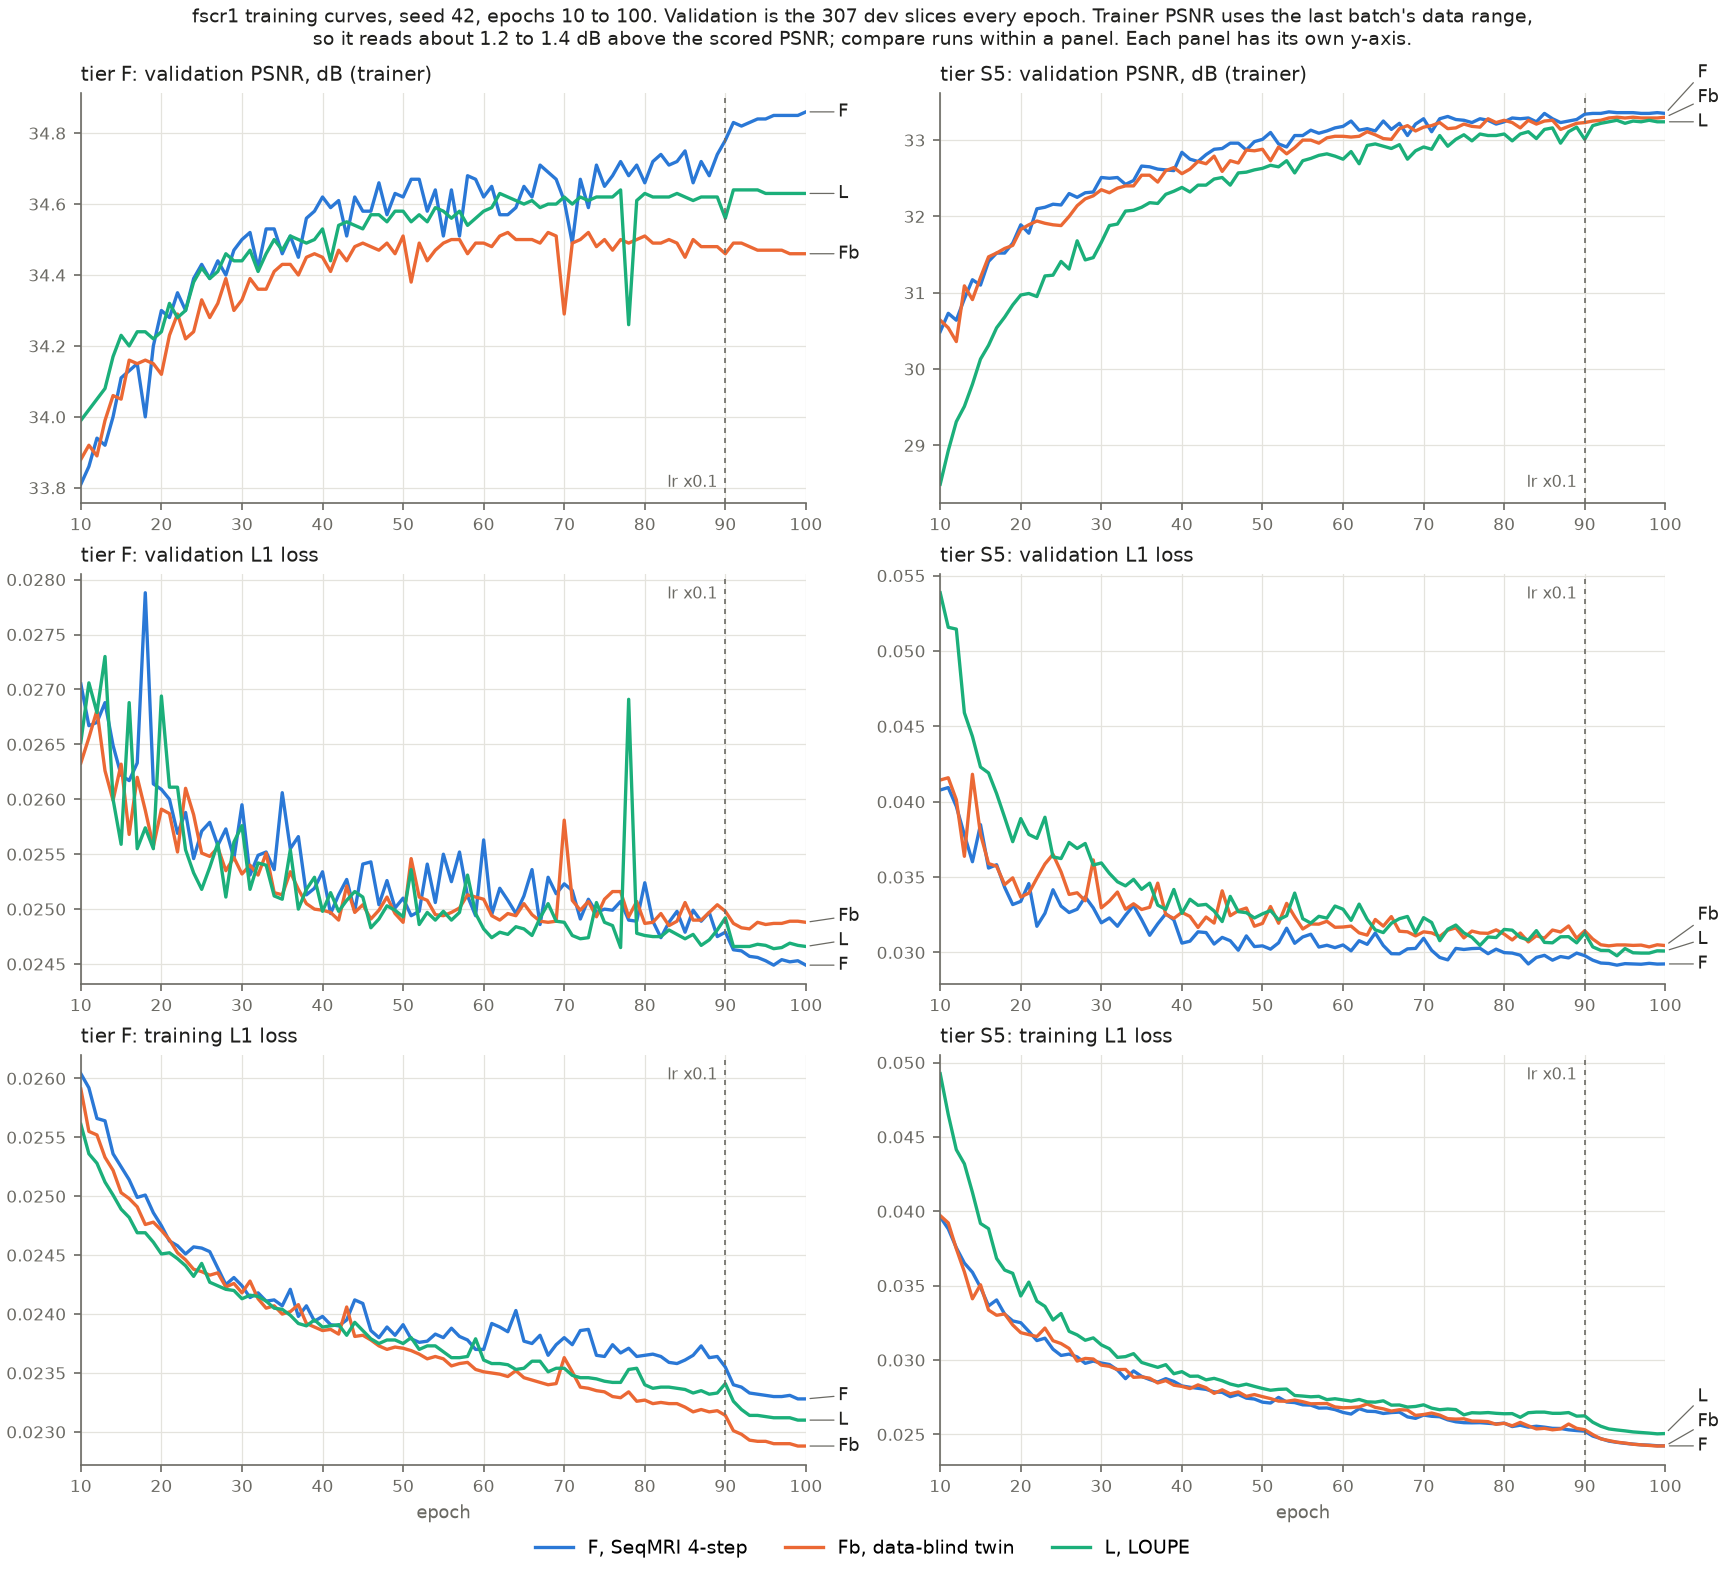 fscr1 training curves, seed 42, epochs 10 to 100. Validation is the 307 dev slices every epoch. Trainer PSNR uses the last batch's data range,
so it reads about 1.2 to 1.4 dB above the scored PSNR; compare runs within a panel. Each panel has its own y-axis.
tier F: validation PSNR, dB (trainer)
34.8
34.6
34.4
34.2
34.0
33.8
F
L
Fb
lr x0.1
10 20 30 40 50 60 70 80 90 100
tier S5: validation PSNR, dB (trainer)
33
32
31
30
29
F
Fb
L
lr x0.1
10 20 30 40 50 60 70 80 90 100
tier F: validation L1 loss
0.0280
0.0275
0.0270
0.0265
0.0260
0.0255
0.0250
0.0245
lr x0.1
Fb
L
F
10 20 30 40 50 60 70 80 90 100
tier S5: validation L1 loss
0.055
0.050
0.045
0.040
0.035
0.030
lr x0.1
Fb
L
F
10 20 30 40 50 60 70 80 90 100
tier F: training L1 loss
0.0260
0.0255
0.0250
0.0245
0.0240
0.0235
0.0230
lr x0.1
F
L
Fb
10 20 30 40 50 60 70 80 90 100
epoch
tier S5: training L1 loss
0.050
0.045
0.040
0.035
0.030
0.025
lr x0.1
L
Fb
F
10 20 30 40 50 60 70 80 90 100
epoch
F, SeqMRI 4-step
Fb, data-blind twin
L, LOUPE